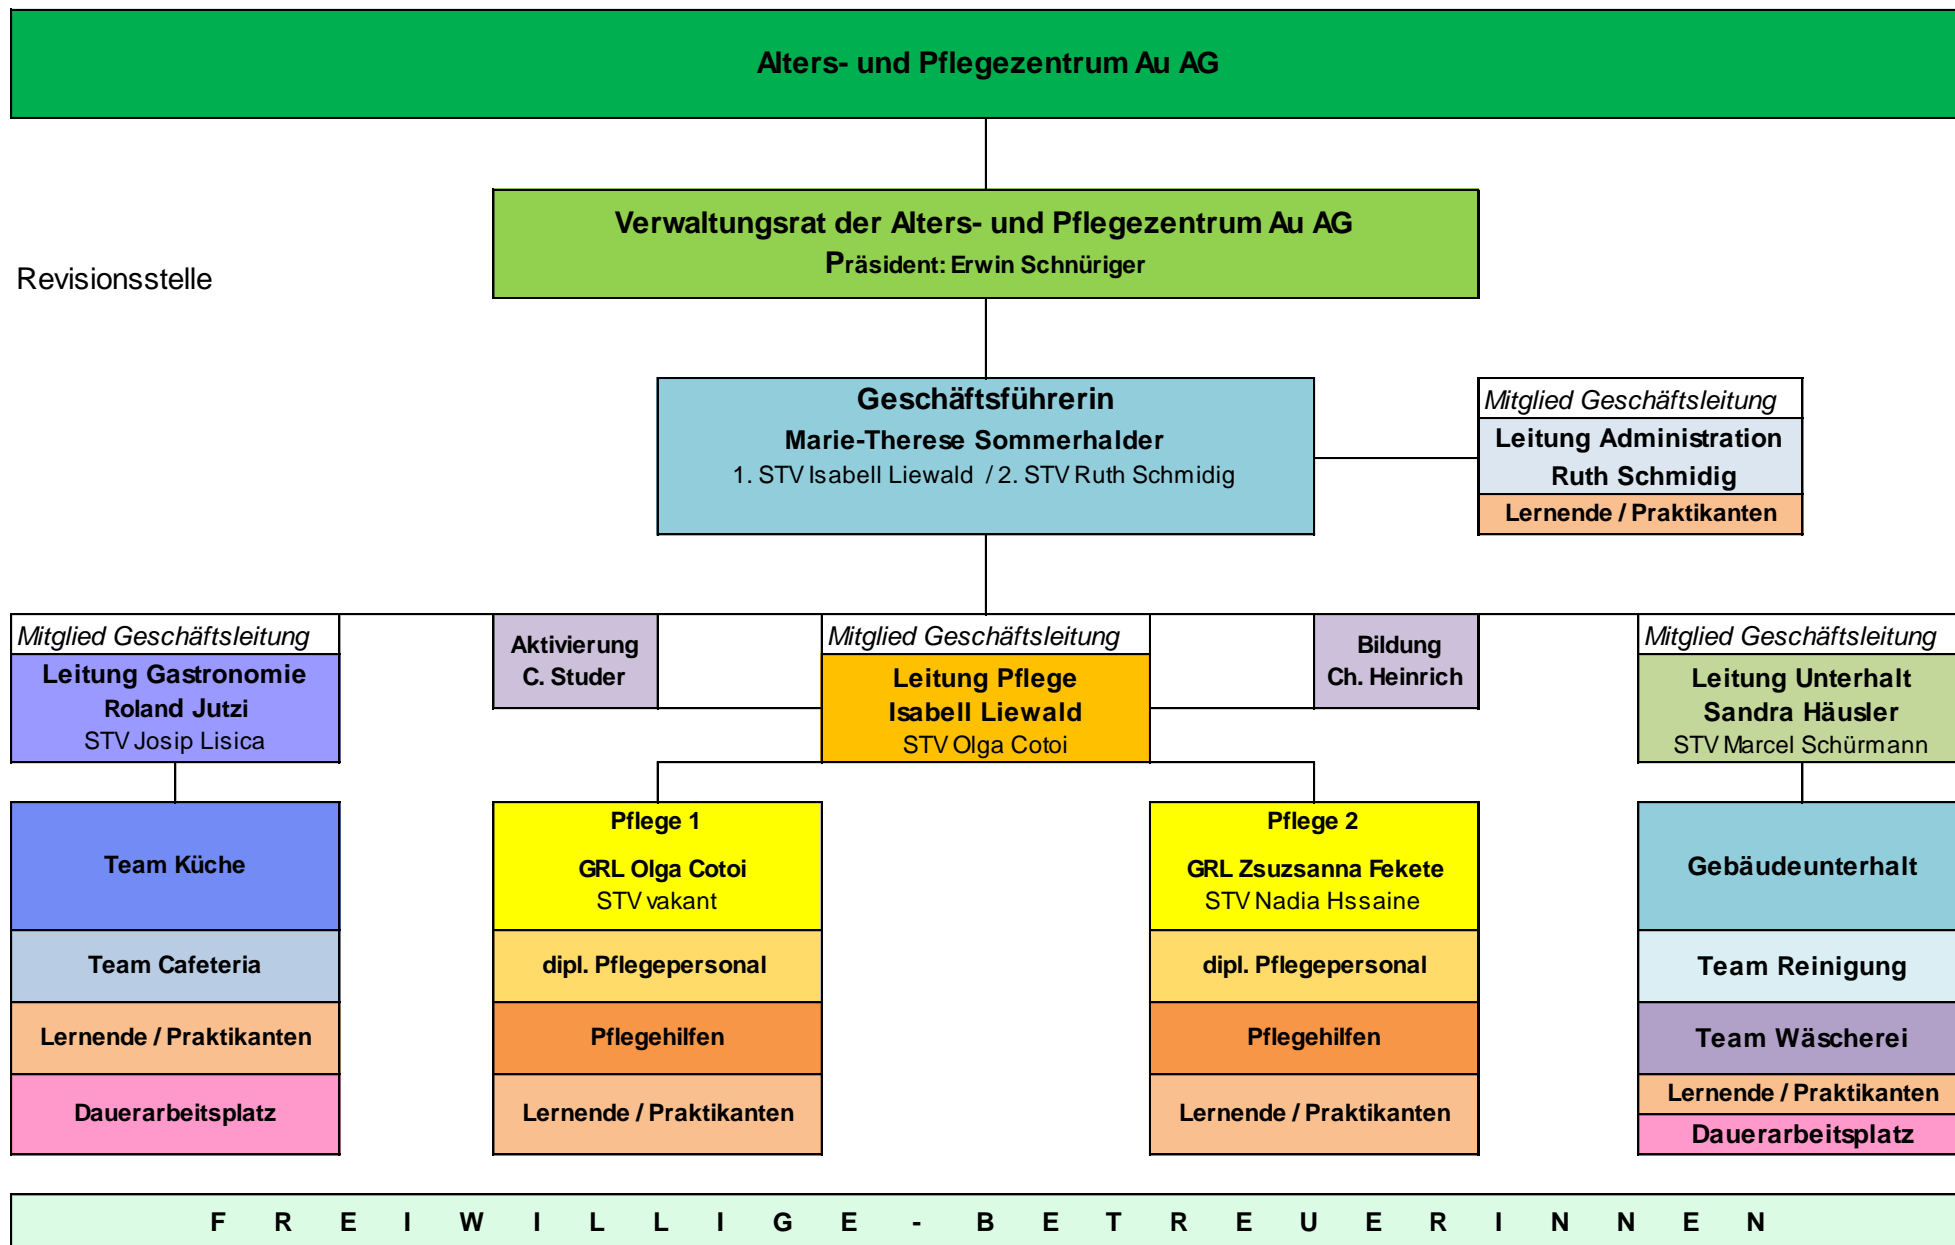 Alters- und Pflegezentrum Au AG
Verwaltungsrat der Alters- und Pflegezentrum Au AG
Präsident: Erwin Schnüriger
Revisionsstelle
Geschäftsführerin
Marie-Therese Sommerhalder
1. STV Isabell Liewald / 2. STV Ruth Schmidig
Mitglied Geschäftsleitung
Leitung Administration
Ruth Schmidig
Lernende / Praktikanten
Mitglied Geschäftsleitung
Leitung Gastronomie
Roland Jutzi
STV Josip Lisica
Aktivierung
C. Studer
Mitglied Geschäftsleitung
Leitung Pflege
Isabell Liewald
STV Olga Cotoi
Bildung
Ch. Heinrich
Mitglied Geschäftsleitung
Leitung Unterhalt
Sandra Häusler
STV Marcel Schürmann
Team Küche
Team Cafeteria
Lernende / Praktikanten
Dauerarbeitsplatz
Pflege 1
GRL Olga Cotoi
STV vakant
dipl. Pflegepersonal
Pflegehilfen
Lernende / Praktikanten
Pflege 2
GRL Zsuzsanna Fekete
STV Nadia Hssaine
dipl. Pflegepersonal
Pflegehilfen
Lernende / Praktikanten
Gebäudeunterhalt
Team Reinigung
Team Wäscherei
Lernende / Praktikanten
Dauerarbeitsplatz
F R E I W I L L I G E - B E T R E U E R I N N E N